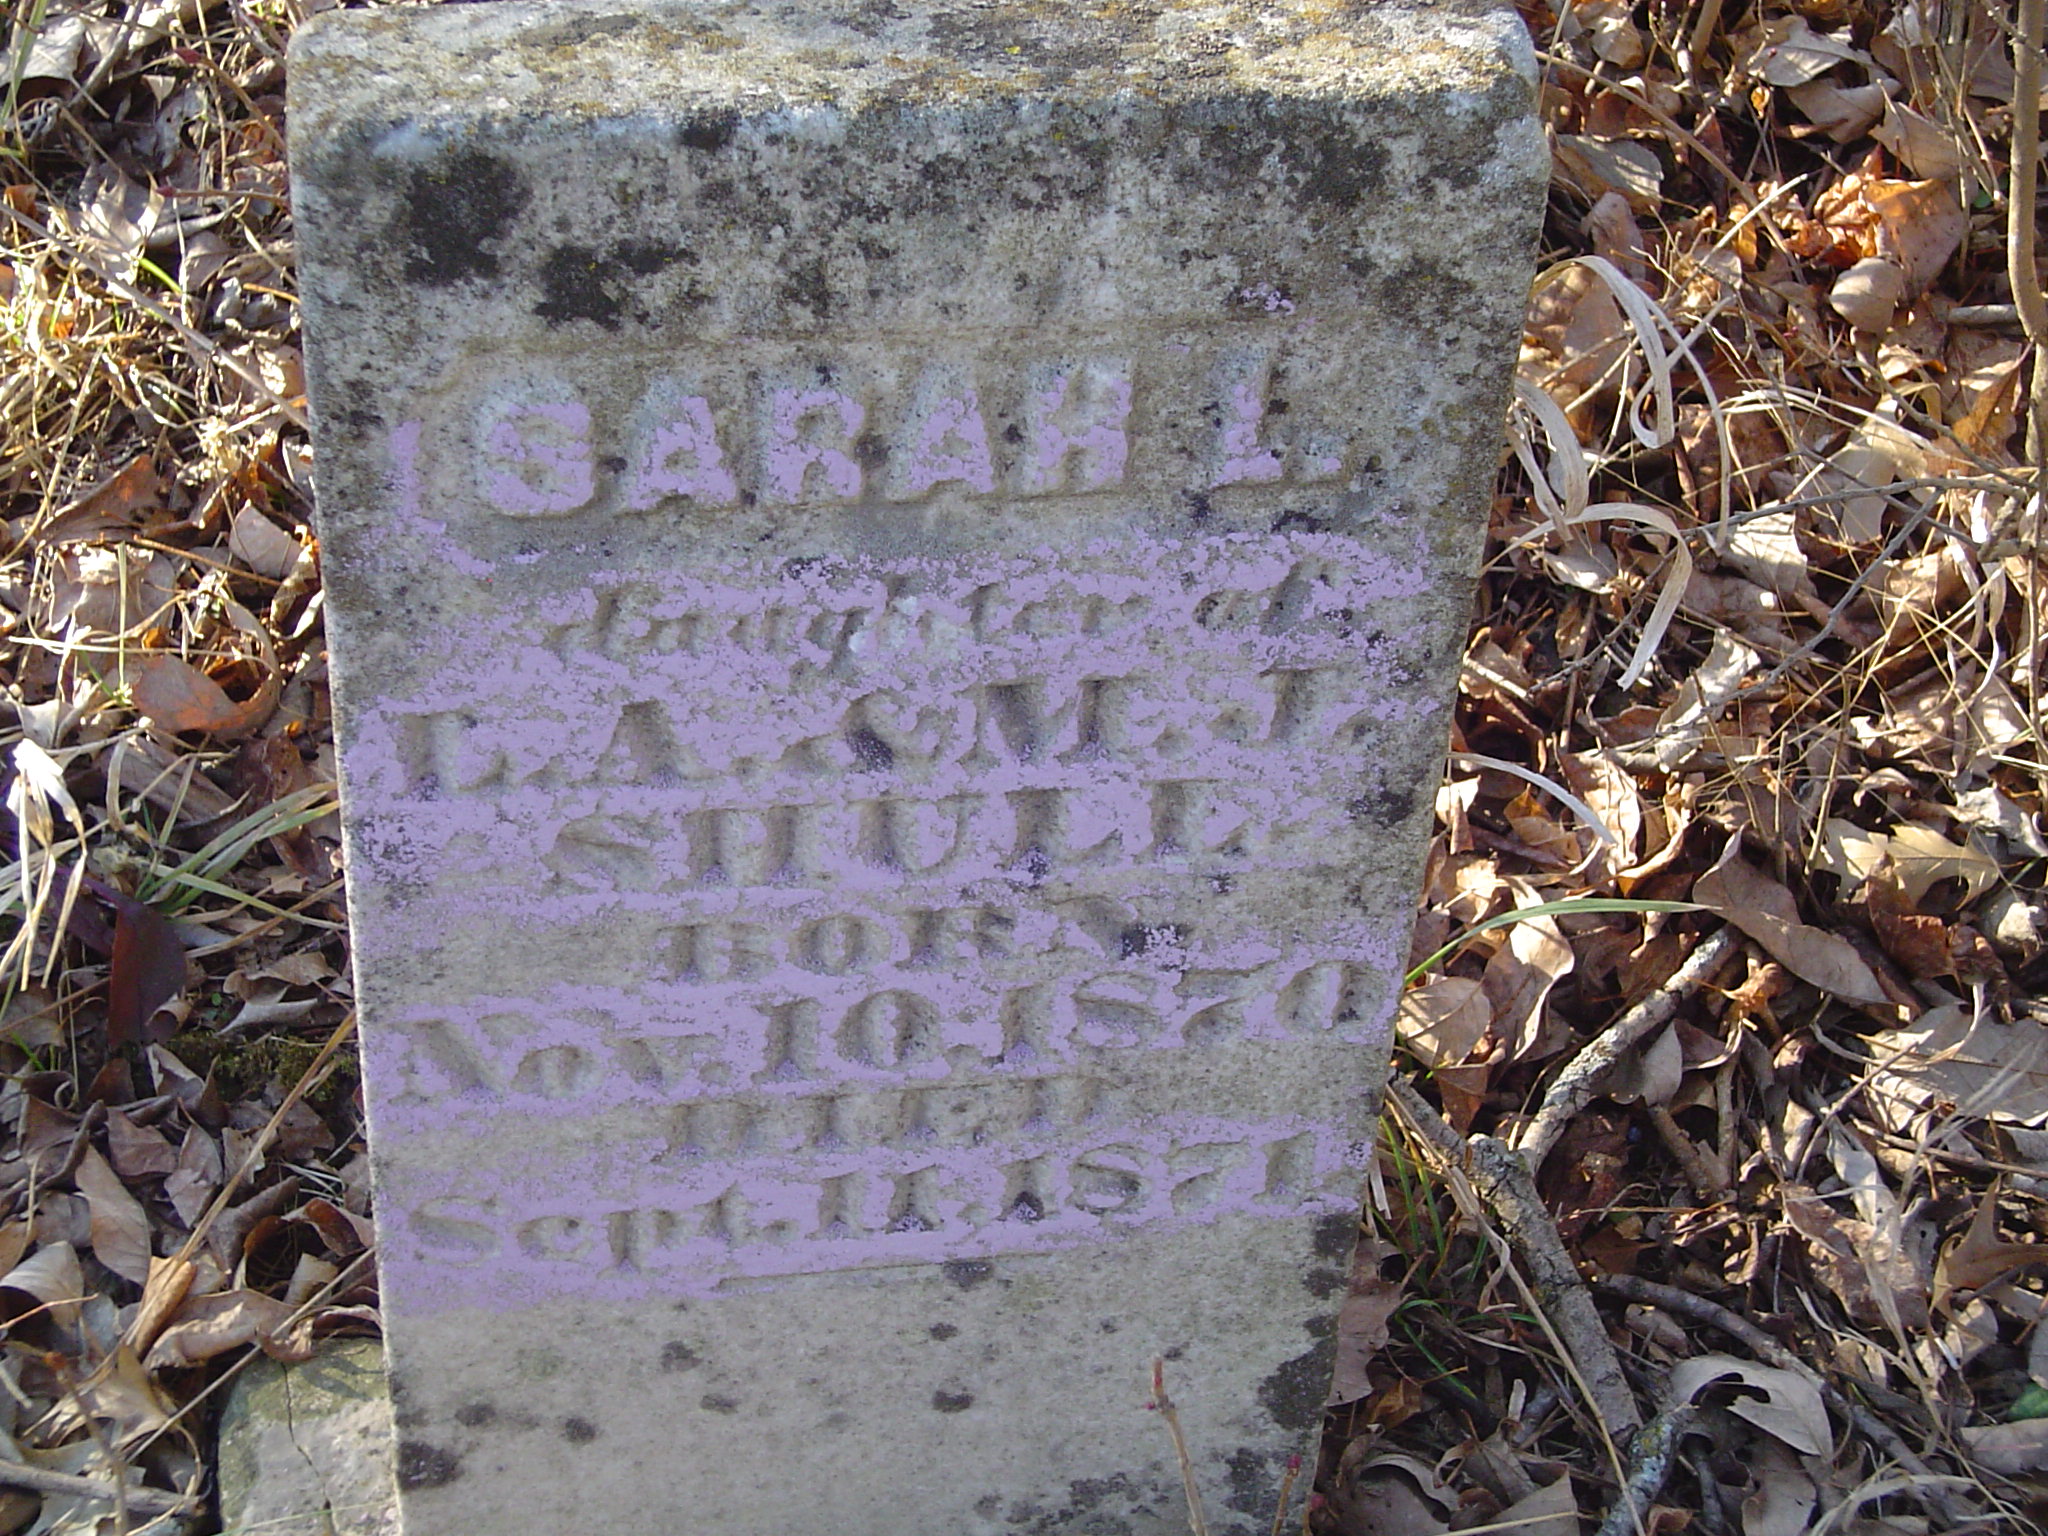 SARAH L.
daughter of
L.A. & M.J.
SHULL
BORN
Nov. 10, 1870
DIED
Sept. 11, 1871